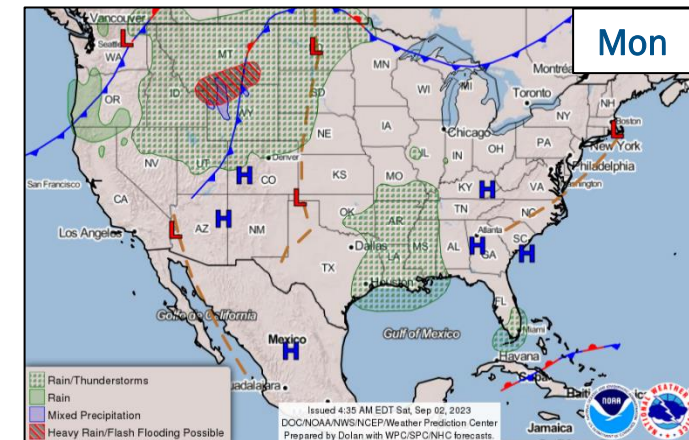 Mon
Vancouver
Seattle
WA
MT
OR
ID
WY
SD
MN
WI
MI
Montréa
Toronto
NH
NY
Boston
New York
Philadelphia
NV
UT
Denver
CO
NE
IA
Chicago
IL
IN
OH
PA
San Francisco
CA
KS
MO
KY
VA
Los Angeles
AZ
NM
OK
AR
TN
NC
Atlanta
SC
Dallas
TX
LA
MS
AL
GA
Houston
FL
Miami
Golfo de California
Gulf of Mexico
Havana
Mexico
Jamaica
L
L
L
L
L
H
H
H
H
H
H
Rain/Thunderstorms
Rain
Mixed Precipitation
Heavy Rain/Flash Flooding Possible
Issued 4:35 AM EDT Sat, Sep 02, 2023
DOC/NOAA/NWS/NCEP/Weather Prediction Center
Prepared by Dolan with WPC/SPC/NHC forecasts.
NOAA